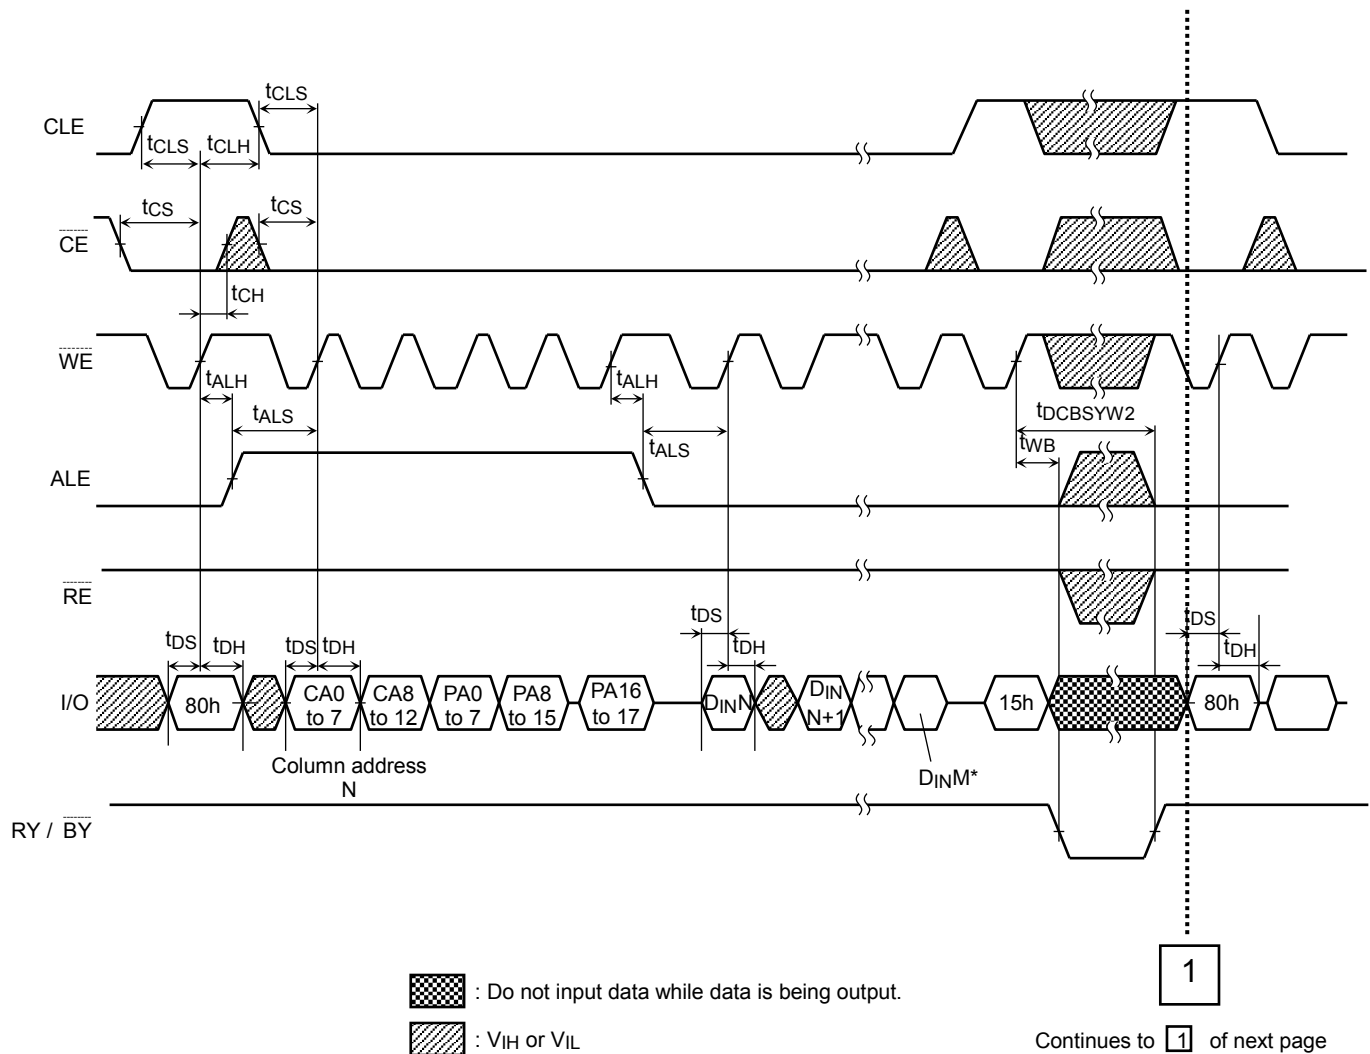 tCLS
CLE
tCLS
tCLH
tCS
tCS
CE
tCH
WE
tALH
tALH
tDCBSYW2
tALS
tALS
tWB
ALE
RE
tDS
tDH
tDS
tDH
tDS
tDH
tDS
tDH
I/O
80h
CA0 to 7
CA8 to 12
PA0 to 7
PA8 to 15
PA16 to 17
DINN
DIN N+1
15h
80h
Column address
N
DINM*
RY / BY
1
: Do not input data while data is being output.
: VIH or VIL
Continues to 1 of next page